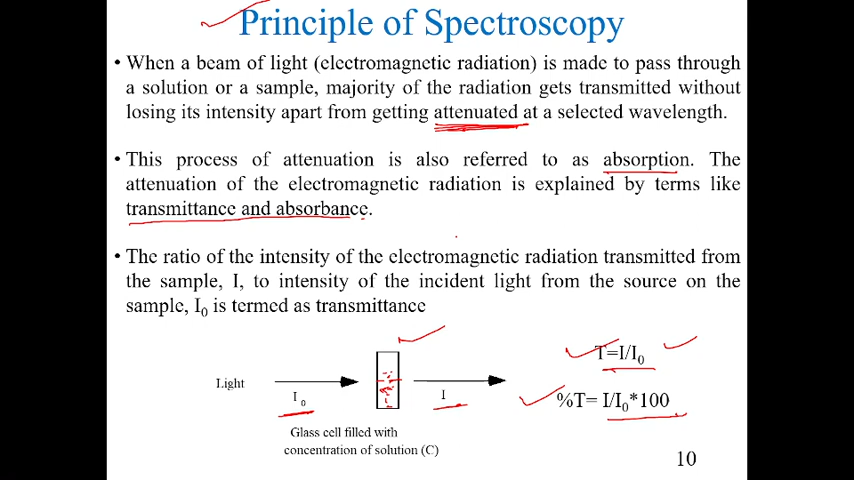 Principle of Spectroscopy
• When a beam of light (electromagnetic radiation) is made to pass through
a solution or a sample, majority of the radiation gets transmitted without
losing its intensity apart from getting attenuated at a selected wavelength.
• This process of attenuation is also referred to as absorption. The
attenuation of the electromagnetic radiation is explained by terms like
transmittance and absorbance.
• The ratio of the intensity of the electromagnetic radiation transmitted from
the sample, I, to intensity of the incident light from the source on the
sample, I₀ is termed as transmittance
T=I/I₀
Light
I₀
I
%T= I/I₀*100
Glass cell filled with
concentration of solution (C)
10